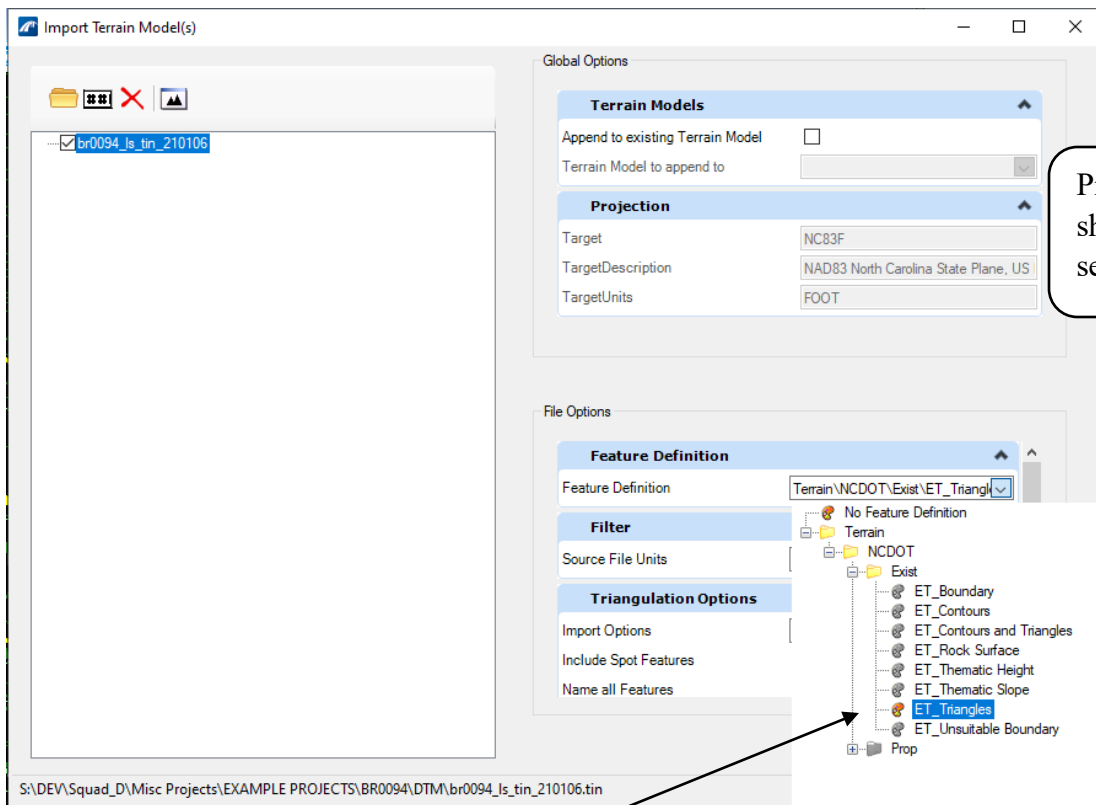 Import Terrain Model(s)
br0094_ls_tin_210106
Global Options
Terrain Models
Append to existing Terrain Model
Terrain Model to append to
Projection
Target NC83F
TargetDescription NAD83 North Carolina State Plane, US
TargetUnits FOOT
File Options
Feature Definition
Feature Definition Terrain\NCDOT\Exist\ET_Triangl
Filter
Source File Units
Triangulation Options
Import Options
Include Spot Features
Name all Features
No Feature Definition
Terrain
NCDOT
Exist
ET_Boundary
ET_Contours
ET_Contours and Triangles
ET_Rock Surface
ET_Thematic Height
ET_Thematic Slope
ET_Triangles
ET_Unsuitable Boundary
Prop
S:\DEV\Squad_D\Misc Projects\EXAMPLE PROJECTS\BR0094\DTM\br0094_ls_tin_210106.tin